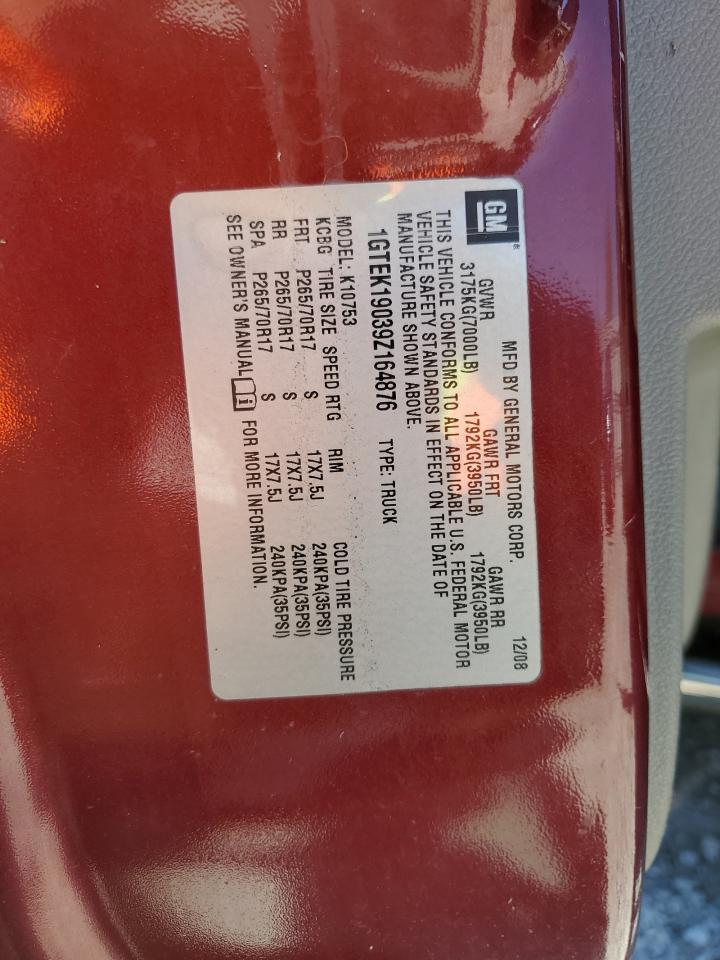 GM ®
MFD BY GENERAL MOTORS CORP. 12/08
GVWR GAWR FRT GAWR RR
3175KG(7000LB) 1792KG(3950LB) 1792KG(3950LB)
THIS VEHICLE CONFORMS TO ALL APPLICABLE U.S. FEDERAL MOTOR
VEHICLE SAFETY STANDARDS IN EFFECT ON THE DATE OF
MANUFACTURE SHOWN ABOVE.
1GTEK19039Z164876 TYPE: TRUCK
MODEL: K10753
KCBG TIRE SIZE SPEED RTG RIM COLD TIRE PRESSURE
FRT P265/70R17 S 17X7.5J 240KPA(35PSI)
RR P265/70R17 S 17X7.5J 240KPA(35PSI)
SPA P265/70R17 S 17X7.5J 240KPA(35PSI)
SEE OWNER'S MANUAL i FOR MORE INFORMATION.